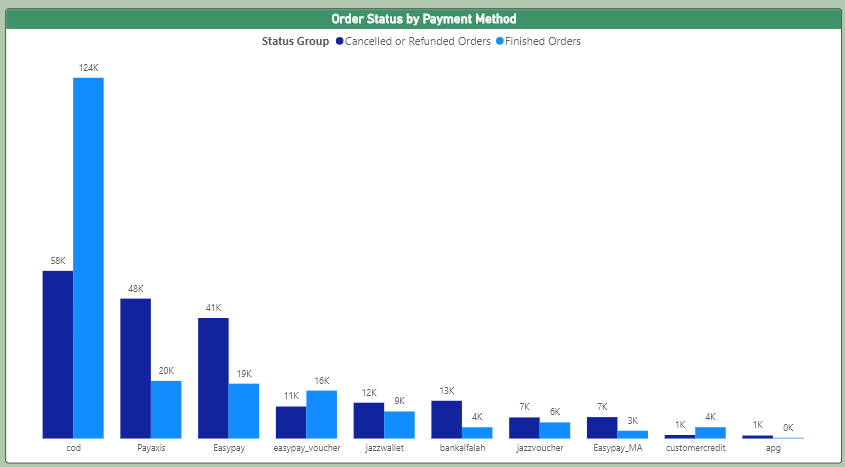 Order Status by Payment Method
Status Group Cancelled or Refunded Orders Finished Orders
124K
58K
48K
41K
20K
19K
11K
16K
12K
9K
13K
4K
7K
6K
7K
3K
1K
4K
1K
0K
cod Payaxis Easypay easypay_voucher jazzwallet bankalfalah jazzvoucher Easypay_MA customercredit apg